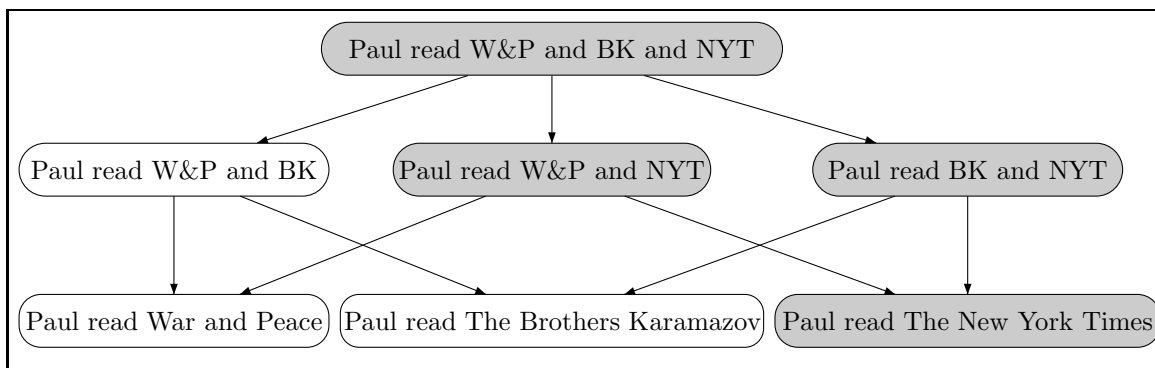 Paul read W&P and BK and NYT
Paul read W&P and BK
Paul read W&P and NYT
Paul read BK and NYT
Paul read War and Peace
Paul read The Brothers Karamazov
Paul read The New York Times